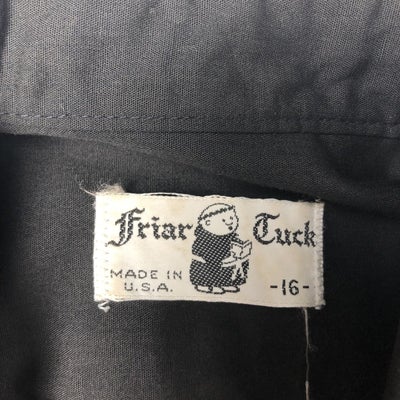 Friar Tuck
MADE IN
U.S.A.
-16-